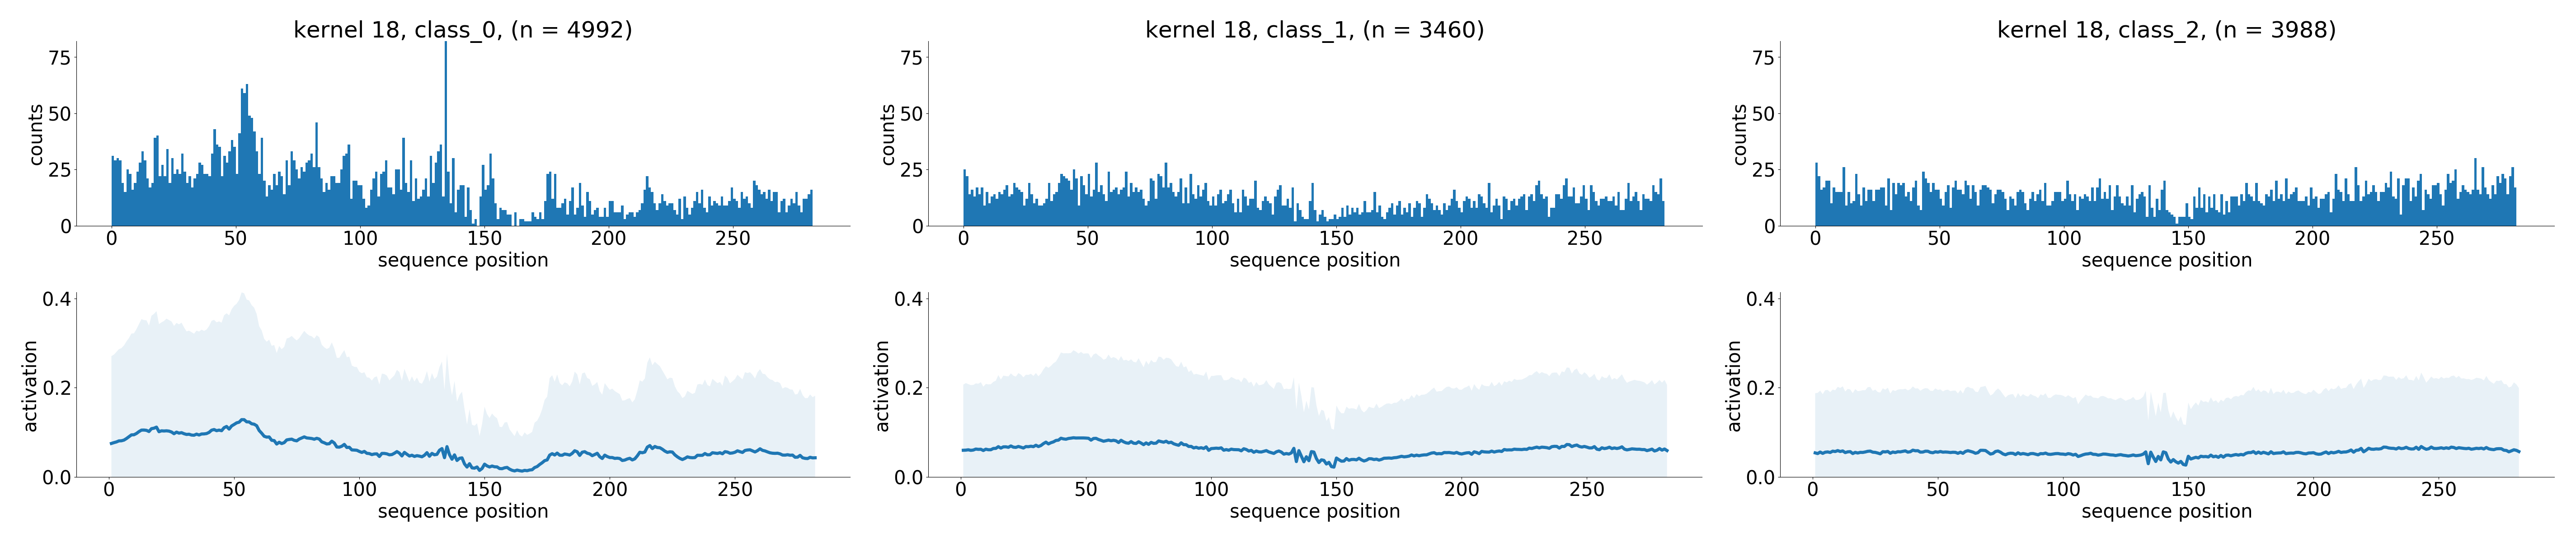 kernel 18, class_0, (n = 4992)
75
50
25
0
counts
0 50 100 150 200 250
sequence position
kernel 18, class_1, (n = 3460)
75
50
25
0
counts
0 50 100 150 200 250
sequence position
kernel 18, class_2, (n = 3988)
75
50
25
0
counts
0 50 100 150 200 250
sequence position
0.4
0.2
0.0
activation
0 50 100 150 200 250
sequence position
0.4
0.2
0.0
activation
0 50 100 150 200 250
sequence position
0.4
0.2
0.0
activation
0 50 100 150 200 250
sequence position